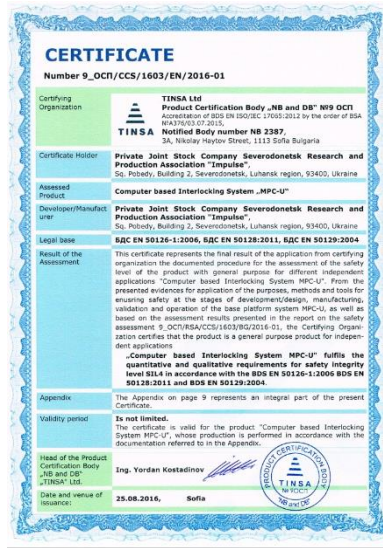 CERTIFICATE
Number 9_ОСП/CCS/1603/EN/2016-01
Certifying
Organization
TINSA
TINSA Ltd
Product Certification Body „NB and DB" №9 ОСП
Accreditation of BDS EN ISO/IEC 17065:2012 by the order of BSA
№A376/03.07.2015,
Notified Body number NB 2387,
3A, Nikolay Haytov Street, 1113 Sofia Bulgaria
Certificate Holder
Private Joint Stock Company Severodonetsk Research and
Production Association "Impulse",
Sq. Pobedy, Building 2, Severodonetsk, Luhansk region, 93400, Ukraine
Assessed
Product
Computer based Interlocking System „MPC-U"
Developer/Manufact
urer
Private Joint Stock Company Severodonetsk Research and
Production Association "Impulse",
Sq. Pobedy, Building 2, Severodonetsk, Luhansk region, 93400, Ukraine
Legal base
БДС EN 50126-1:2006, БДС EN 50128:2011, БДС EN 50129:2004
Result of the
Assessment
This certificate represents the final result of the application from certifying
organization the documented procedure for the assessment on the safety
level of the product with general purpose for different independent
applications "Computer based Interlocking System MPC-U". From the
presented evidences for application of the purposes, methods and tools for
ensuring safety at the stages of development/design, manufacturing,
validation and operation of the base platform system MPC-U, as well as
based on the assessment results presented in the report on the safety
assessment 9_ОСП/RSA/CCS/1603/BG/2016-01, the Certifying Organi-
zation certifies that the product is a general purpose product for indepen-
dent applications
„Computer based Interlocking System MPC-U" fulfils the
quantitative and qualitative requirements for safety integrity
level SIL4 in accordance with the BDS EN 50126-1:2006 BDS EN
50128:2011 and BDS EN 50129:2004.
Appendix
The Appendix on page 9 represents an integral part of the present
Certificate.
Validity period
Is not limited.
The certificate is valid for the product "Computer based Interlocking
System MPC-U", whose production is performed in accordance with the
documentation referred to in the Appendix.
Head of the Product
Certification Body
„NB and DB"
„TINSA" Ltd.
Ing. Yordan Kostadinov
PRODUCT CERTIFICATION BODY
TINSA
№ 9ОСП
"NB and DB"
Date and venue of
issuance:
25.08.2016, Sofia